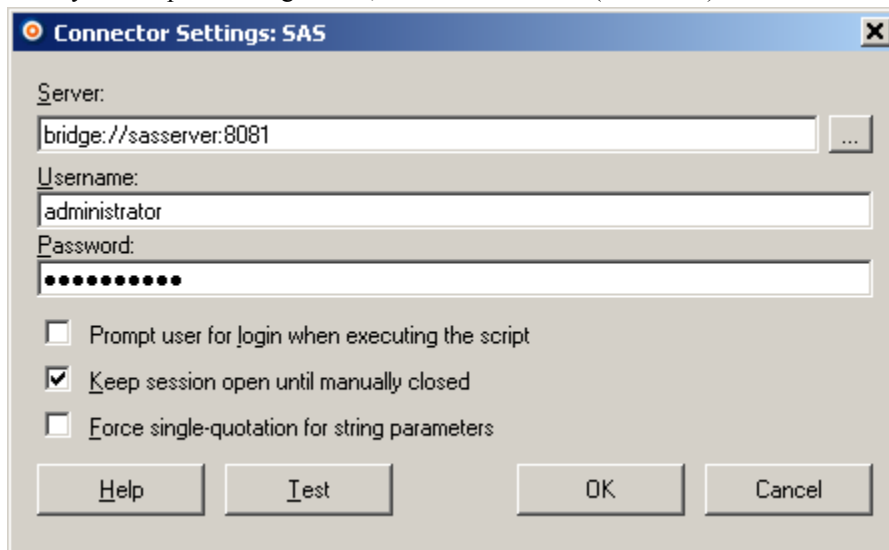 Connector Settings: SAS
Server:
bridge://sasserver:8081
...
Username:
administrator
Password:
●●●●●●●●●●
Prompt user for login when executing the script
Keep session open until manually closed
Force single-quotation for string parameters
Help Test OK Cancel